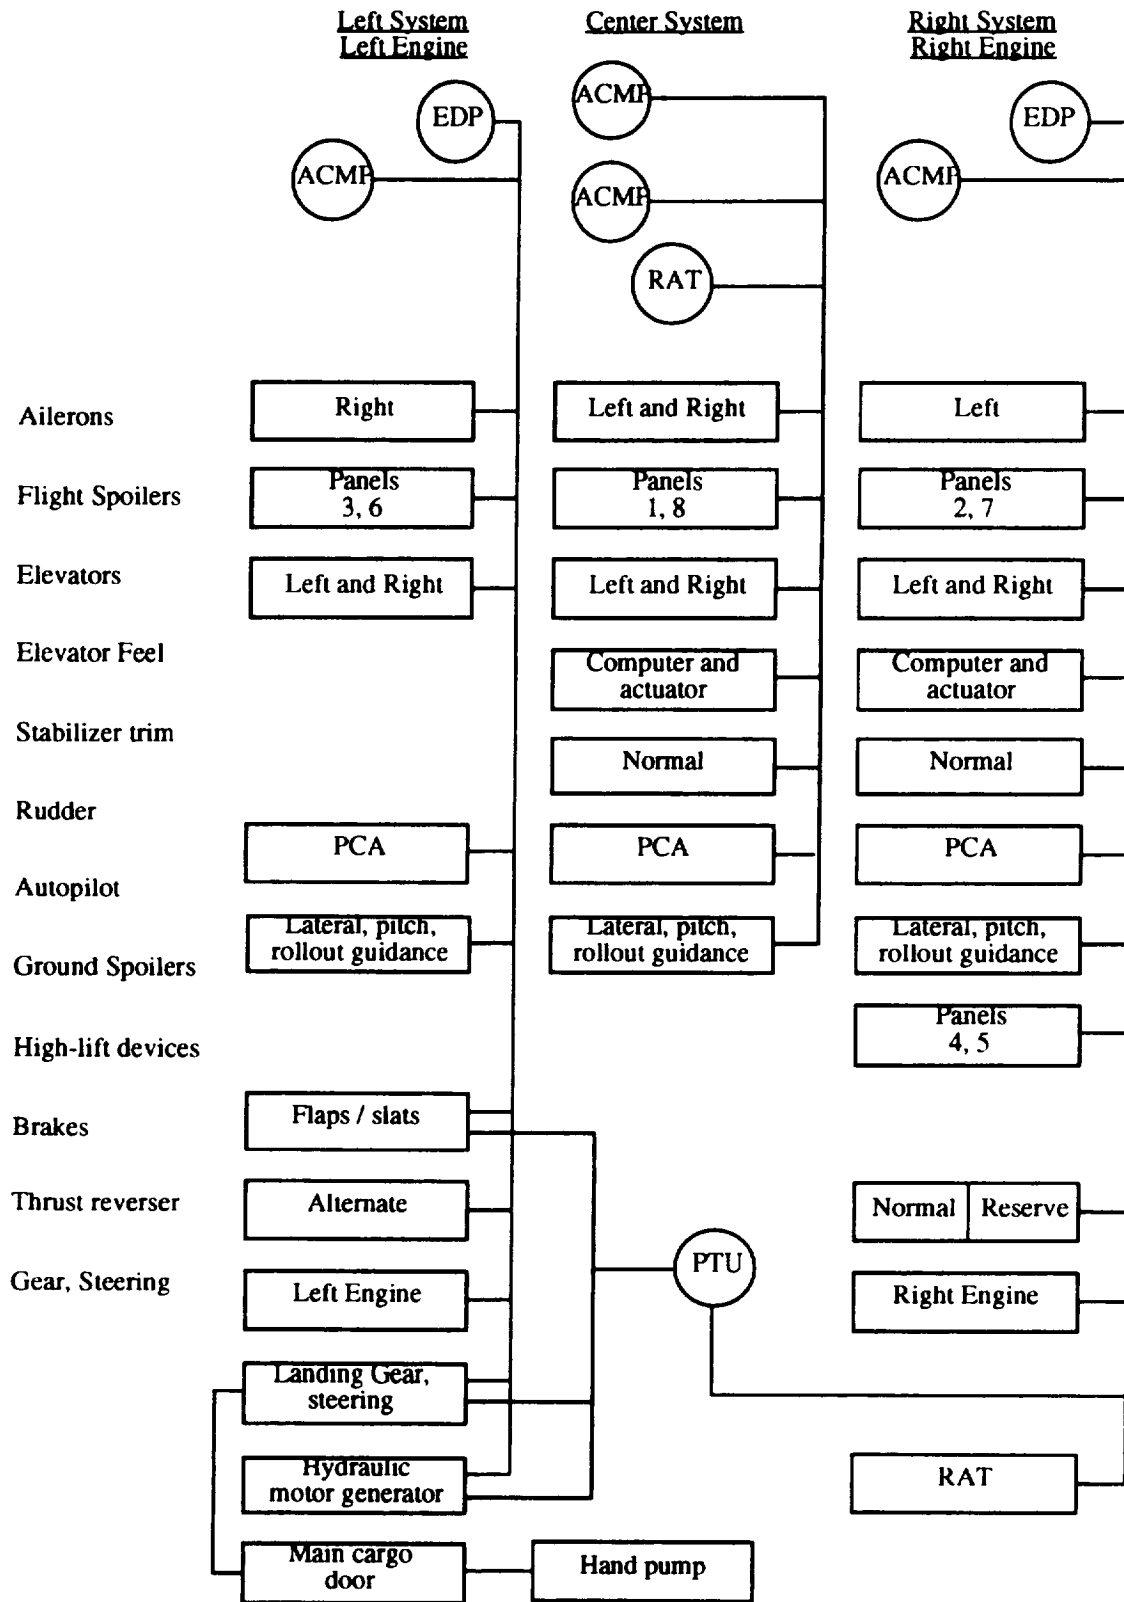 Left System
Left Engine
Center System
Right System
Right Engine
EDP
ACMP
ACMP
ACMP
RAT
EDP
ACMP
Ailerons
Right
Left and Right
Left
Flight Spoilers
Panels
3, 6
Panels
1, 8
Panels
2, 7
Elevators
Left and Right
Left and Right
Left and Right
Elevator Feel
Computer and
actuator
Computer and
actuator
Stabilizer trim
Normal
Normal
Rudder
PCA
PCA
PCA
Autopilot
Lateral, pitch,
rollout guidance
Lateral, pitch,
rollout guidance
Lateral, pitch,
rollout guidance
Ground Spoilers
Panels
4, 5
High-lift devices
Flaps / slats
Brakes
Alternate
Normal
Reserve
Thrust reverser
Left Engine
PTU
Right Engine
Gear, Steering
Landing Gear,
steering
Hydraulic
motor generator
RAT
Main cargo
door
Hand pump